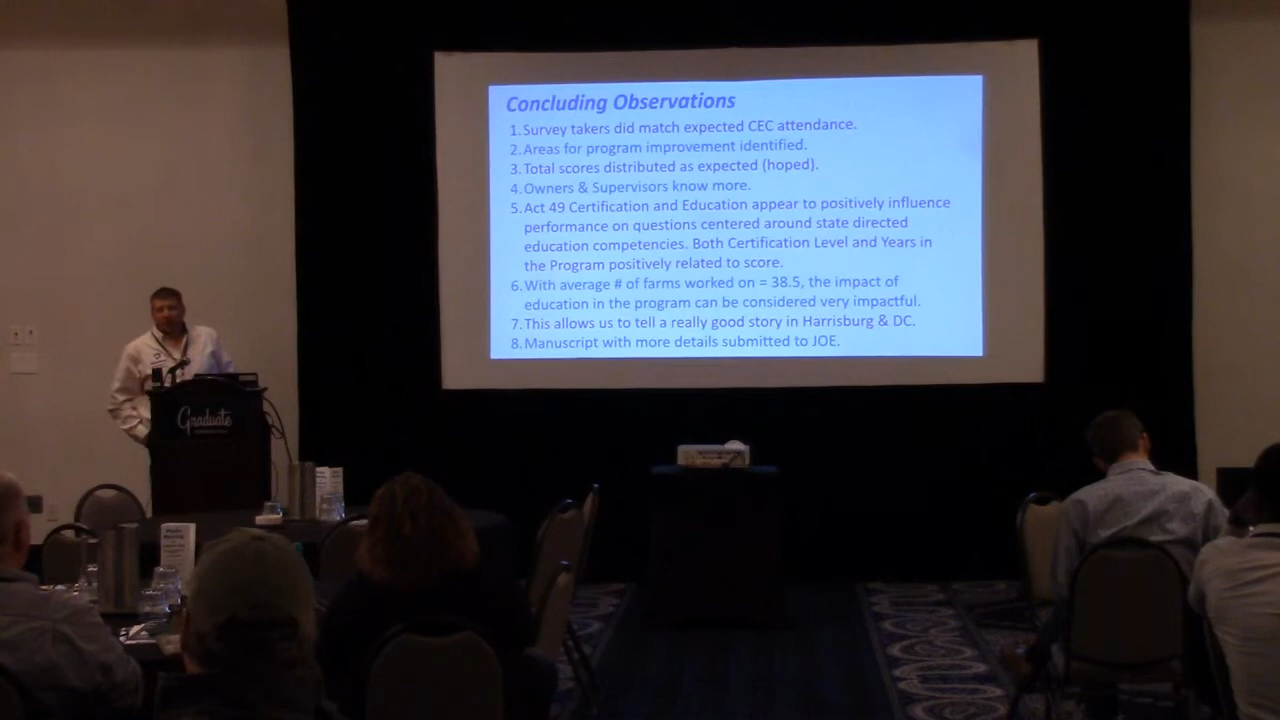 Concluding Observations
1. Survey takers did match expected CEC attendance.
2. Areas for program improvement identified.
3. Total scores distributed as expected (hoped).
4. Owners & Supervisors know more.
5. Act 49 Certification and Education appear to positively influence
performance on questions centered around state directed
education competencies. Both Certification Level and Years in
the Program positively related to score.
6. With average # of farms worked on = 38.5, the impact of
education in the program can be considered very impactful.
7. This allows us to tell a really good story in Harrisburg & DC.
8. Manuscript with more details submitted to JOE.
Graduate